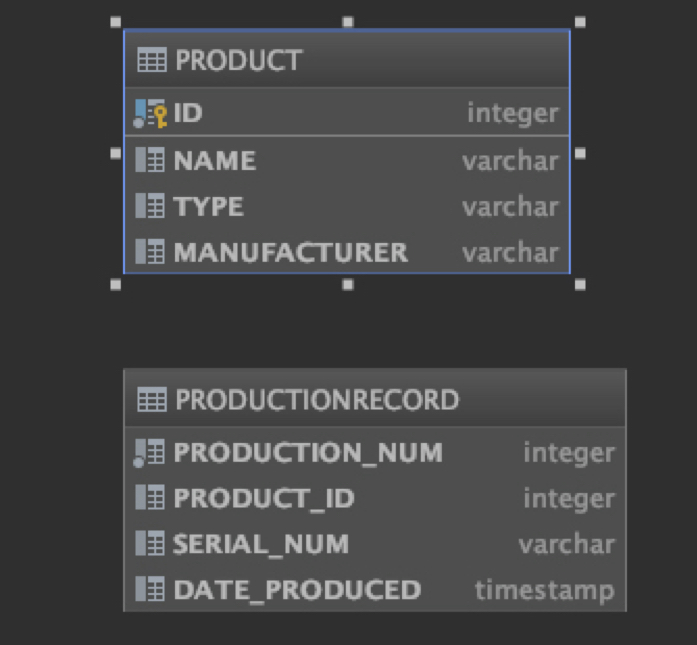 PRODUCT
ID integer
NAME varchar
TYPE varchar
MANUFACTURER varchar
PRODUCTIONRECORD
PRODUCTION_NUM integer
PRODUCT_ID integer
SERIAL_NUM varchar
DATE_PRODUCED timestamp